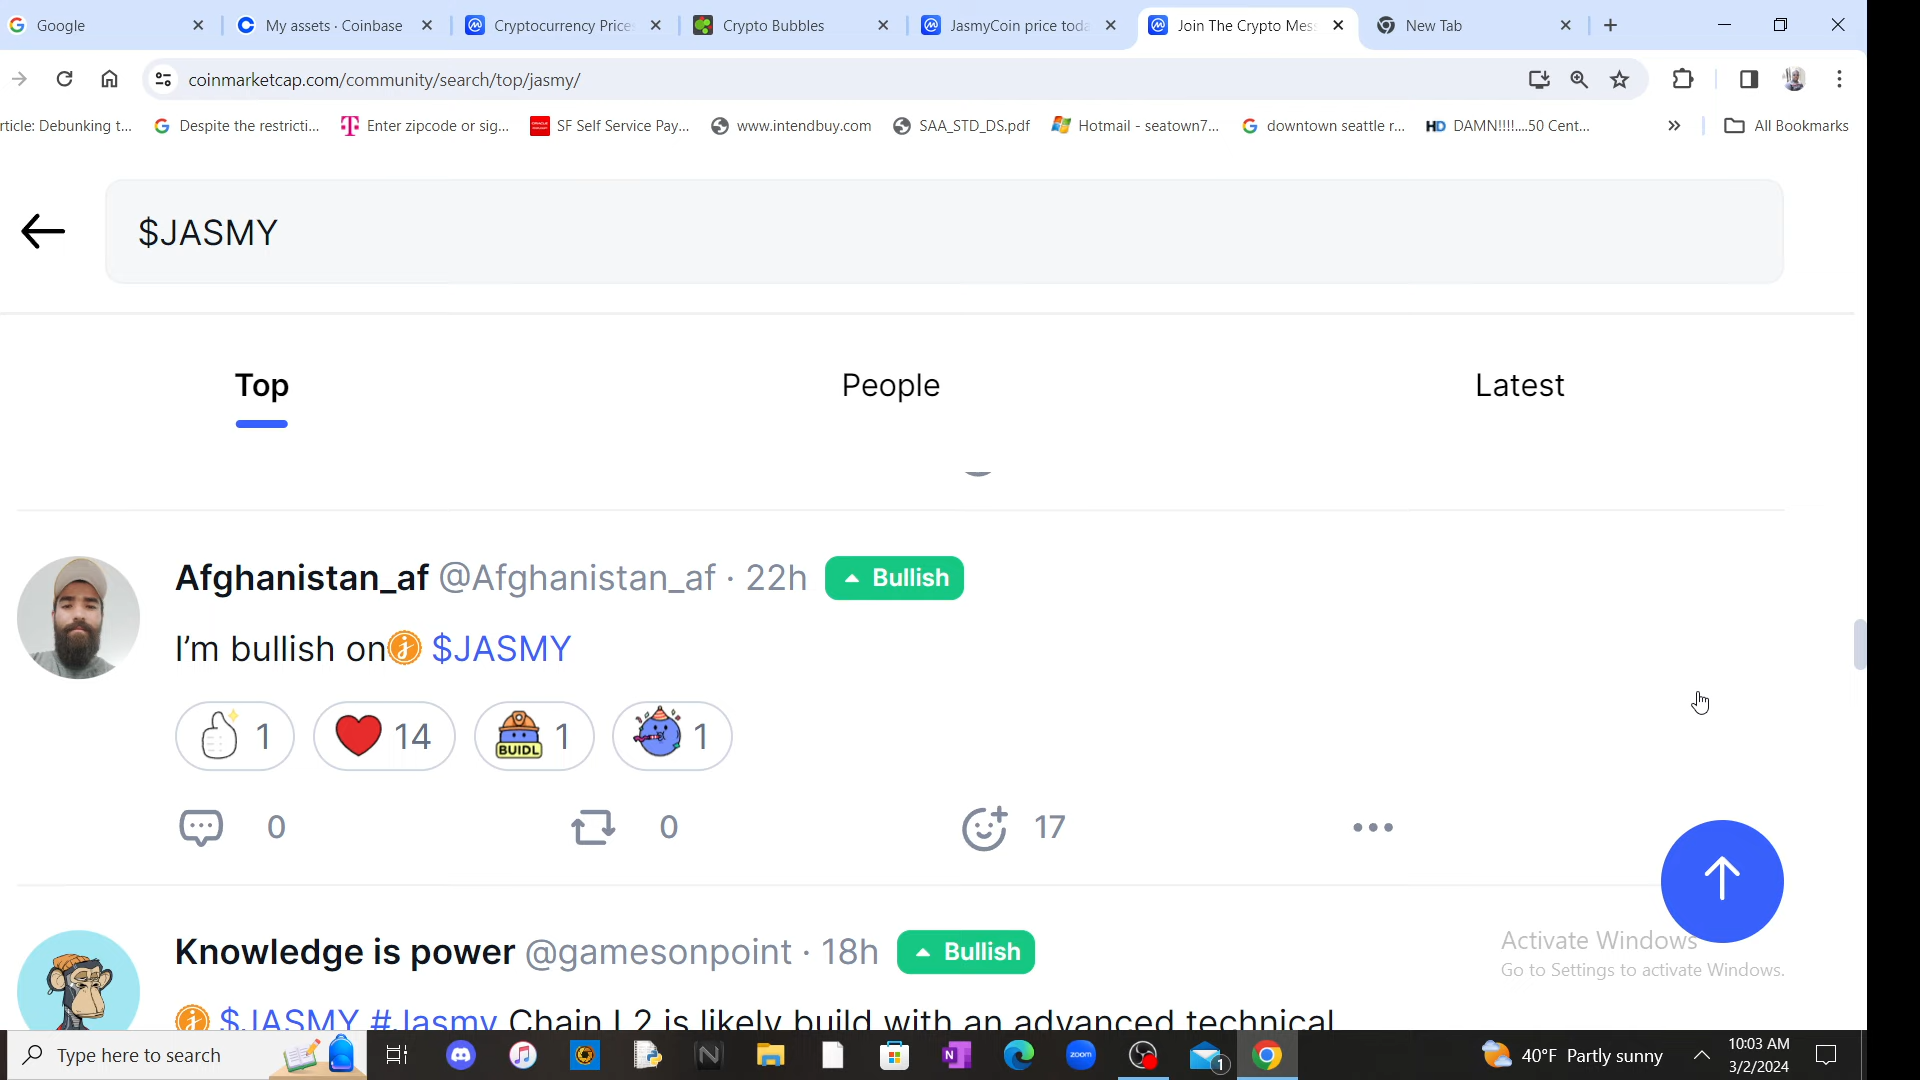 Google
My assets · Coinbase
Cryptocurrency Price
Crypto Bubbles
JasmyCoin price toda
Join The Crypto Mes
New Tab
coinmarketcap.com/community/search/top/jasmy/
rticle: Debunking t...
Despite the restricti...
Enter zipcode or sig...
SF Self Service Pay...
www.intendbuy.com
SAA_STD_DS.pdf
Hotmail - seatown7...
downtown seattle r...
HD DAMN!!!!....50 Cent...
All Bookmarks
$JASMY
Top
People
Latest
Afghanistan_af @Afghanistan_af · 22h Bullish
I'm bullish on $JASMY
1 14 BUIDL 1 1
0 0 17
Knowledge is power @gamesonpoint · 18h Bullish
$JASMY #Jasmy Chain L2 is likely build with an advanced technical
Activate Windows
Go to Settings to activate Windows.
Type here to search
zoom
1
40°F Partly sunny
10:03 AM
3/2/2024